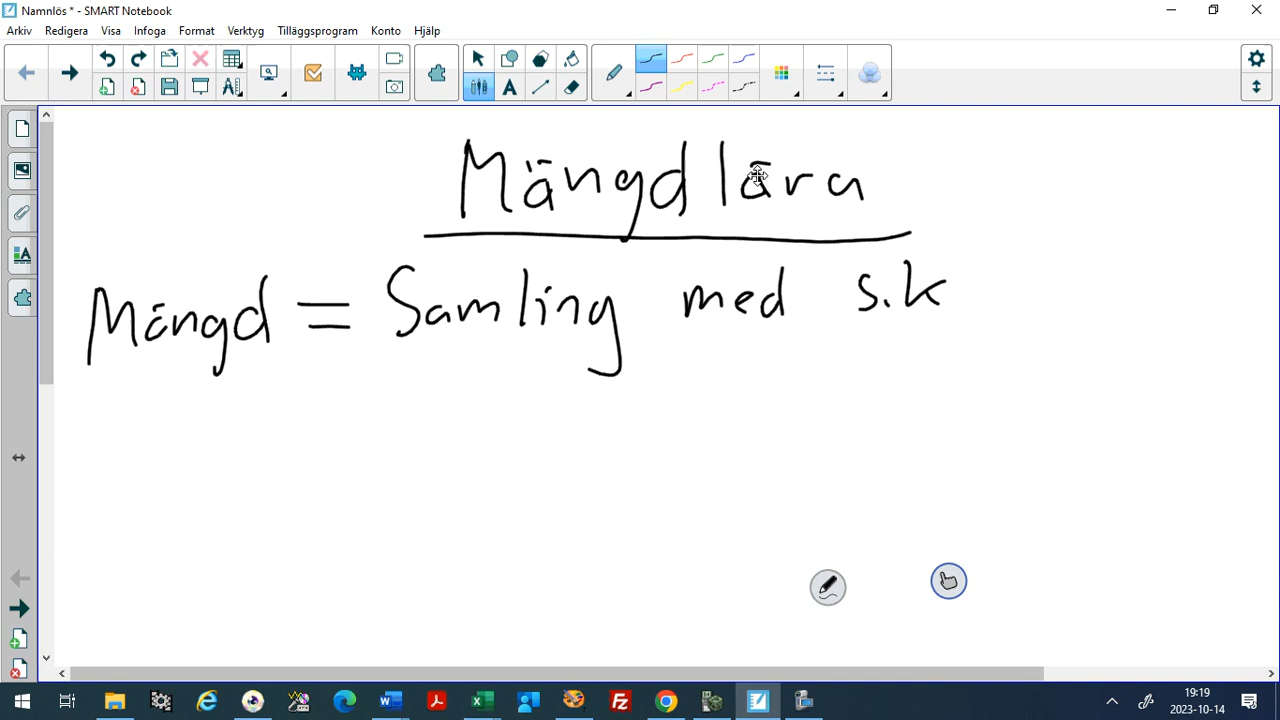 Namnlös * - SMART Notebook
Arkiv Redigera Visa Infoga Format Verktyg Tilläggsprogram Konto Hjälp
Mängdlära
Mängd = Samling med s.k
19:19
2023-10-14